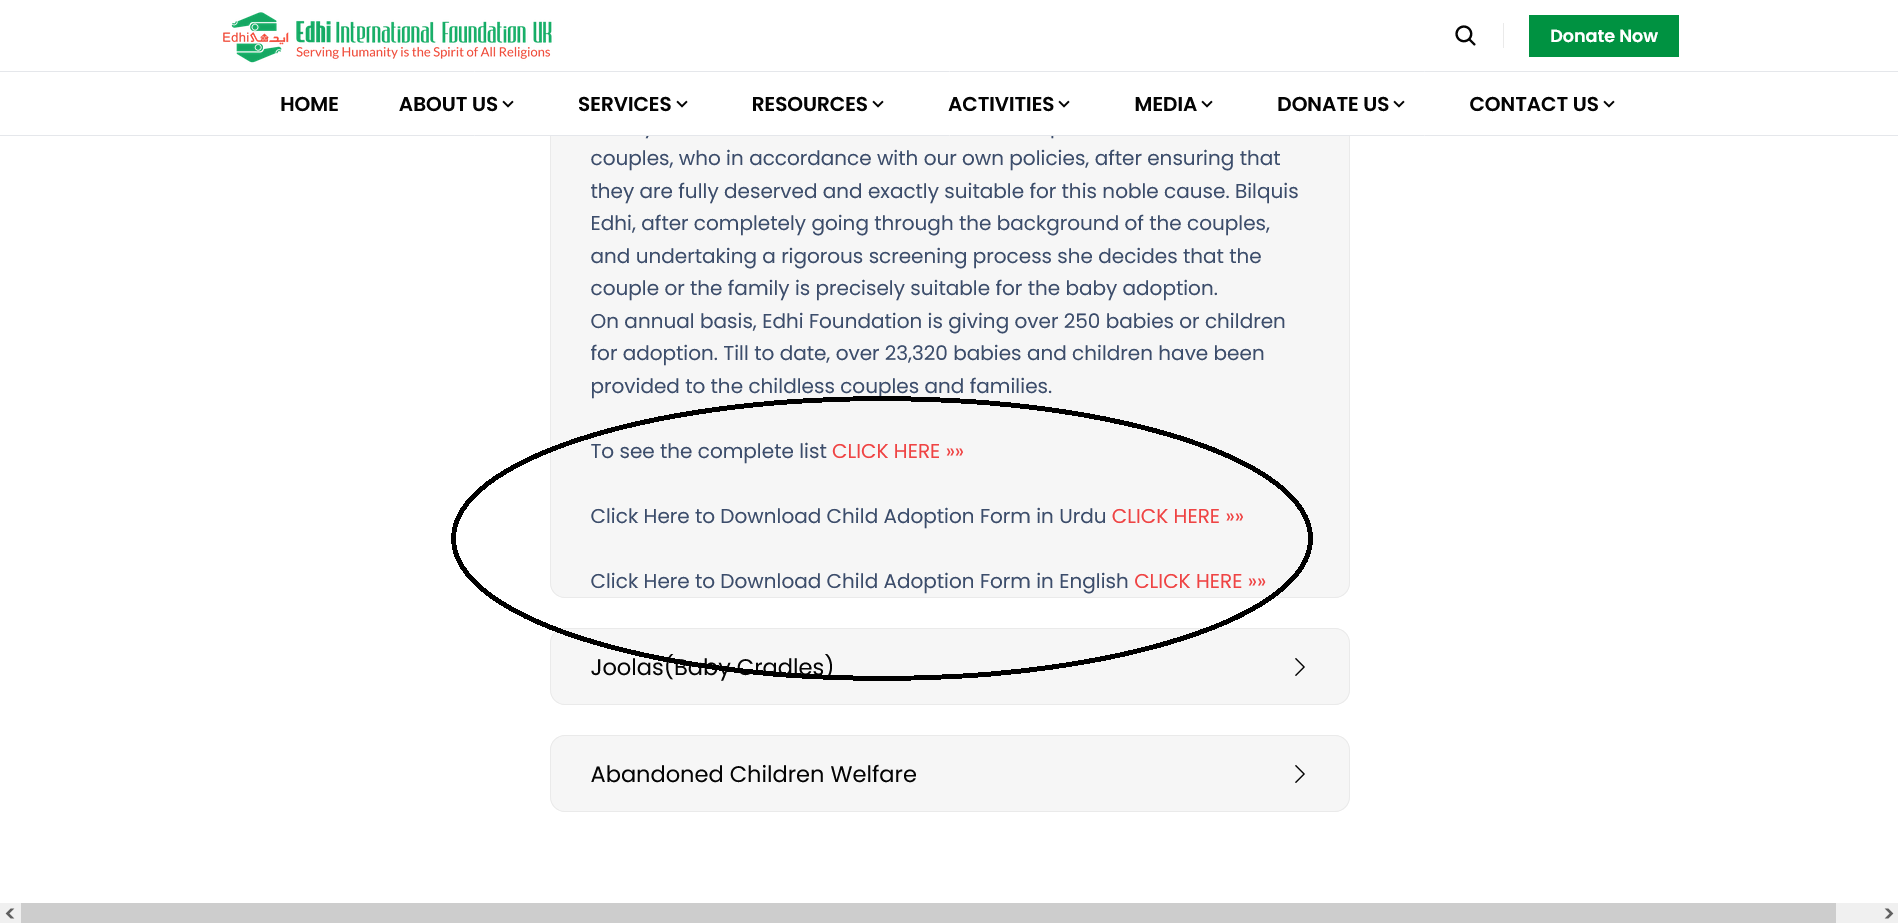 Edhi ایدھی
Edhi International Foundation UK
Serving Humanity is the Spirit of All Religions
Donate Now
HOME ABOUT US SERVICES RESOURCES ACTIVITIES MEDIA DONATE US CONTACT US
couples, who in accordance with our own policies, after ensuring that
they are fully deserved and exactly suitable for this noble cause. Bilquis
Edhi, after completely going through the background of the couples,
and undertaking a rigorous screening process she decides that the
couple or the family is precisely suitable for the baby adoption.
On annual basis, Edhi Foundation is giving over 250 babies or children
for adoption. Till to date, over 23,320 babies and children have been
provided to the childless couples and families.
To see the complete list CLICK HERE »»
Click Here to Download Child Adoption Form in Urdu CLICK HERE »»
Click Here to Download Child Adoption Form in English CLICK HERE »»
Joolas(Baby Cradles)
Abandoned Children Welfare